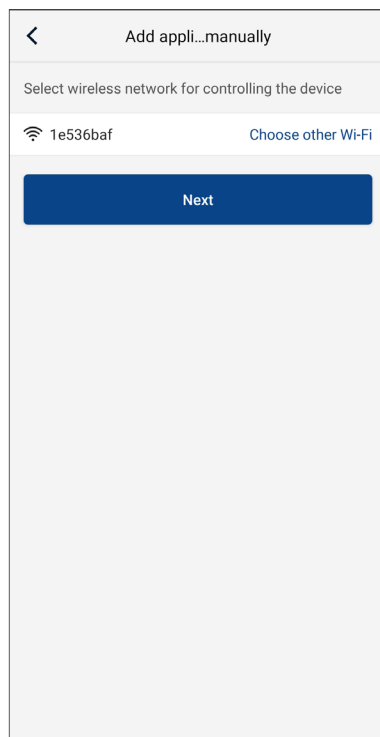 Add appli...manually
Select wireless network for controlling the device
1e536baf Choose other Wi-Fi
Next